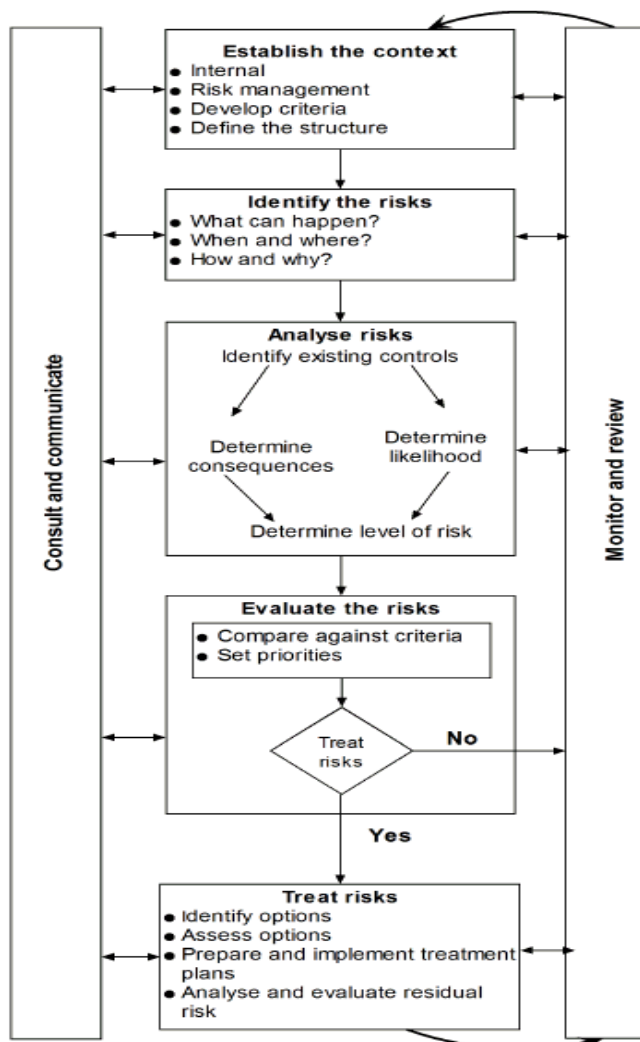 Establish the context
● Internal
● Risk management
● Develop criteria
● Define the structure
Identify the risks
● What can happen?
● When and where?
● How and why?
Analyse risks
Identify existing controls
Determine
consequences
Determine
likelihood
Determine level of risk
Evaluate the risks
● Compare against criteria
● Set priorities
Treat
risks
No
Yes
Treat risks
● Identify options
● Assess options
● Prepare and implement treatment
plans
● Analyse and evaluate residual
risk
Consult and communicate
Monitor and review